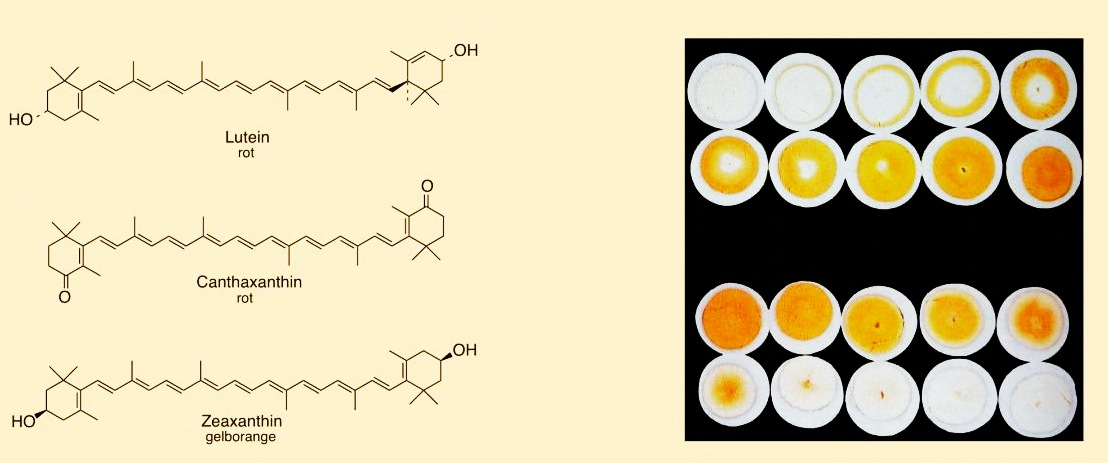 OH
HO
Lutein
rot
O
Canthaxanthin
rot
O
OH
HO
Zeaxanthin
gelborange